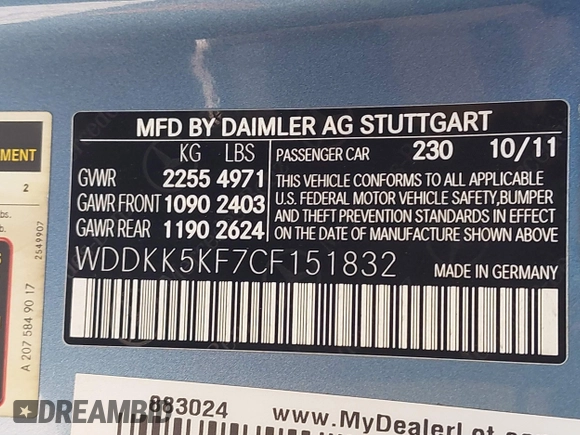 MFD BY DAIMLER AG STUTTGART
KG LBS
GVWR 2255 4971
GAWR FRONT 1090 2403
GAWR REAR 1190 2624
PASSENGER CAR 230 10/11
THIS VEHICLE CONFORMS TO ALL APPLICABLE
U.S. FEDERAL MOTOR VEHICLE SAFETY,BUMPER
AND THEFT PREVENTION STANDARDS IN EFFECT
ON THE DATE OF MANUFACTURE SHOWN ABOVE
WDDKK5KF7CF151832 MADE IN GERMANY
2
2549907
A 207 584 90 17
883024 www.MyDealerLot
DREAMBID